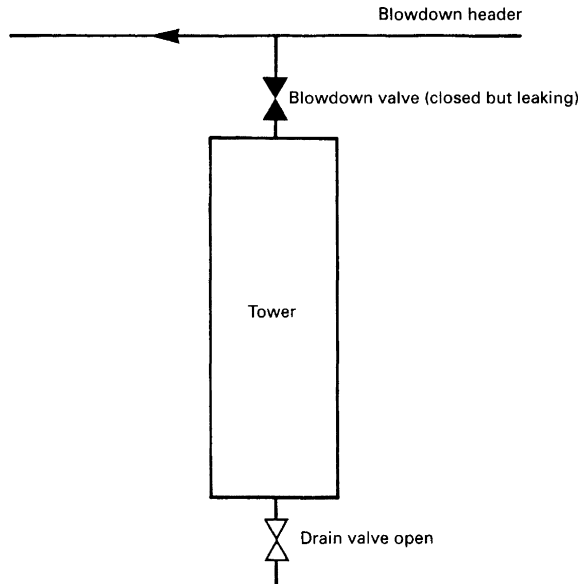 Blowdown header
Blowdown valve (closed but leaking)
Tower
Drain valve open